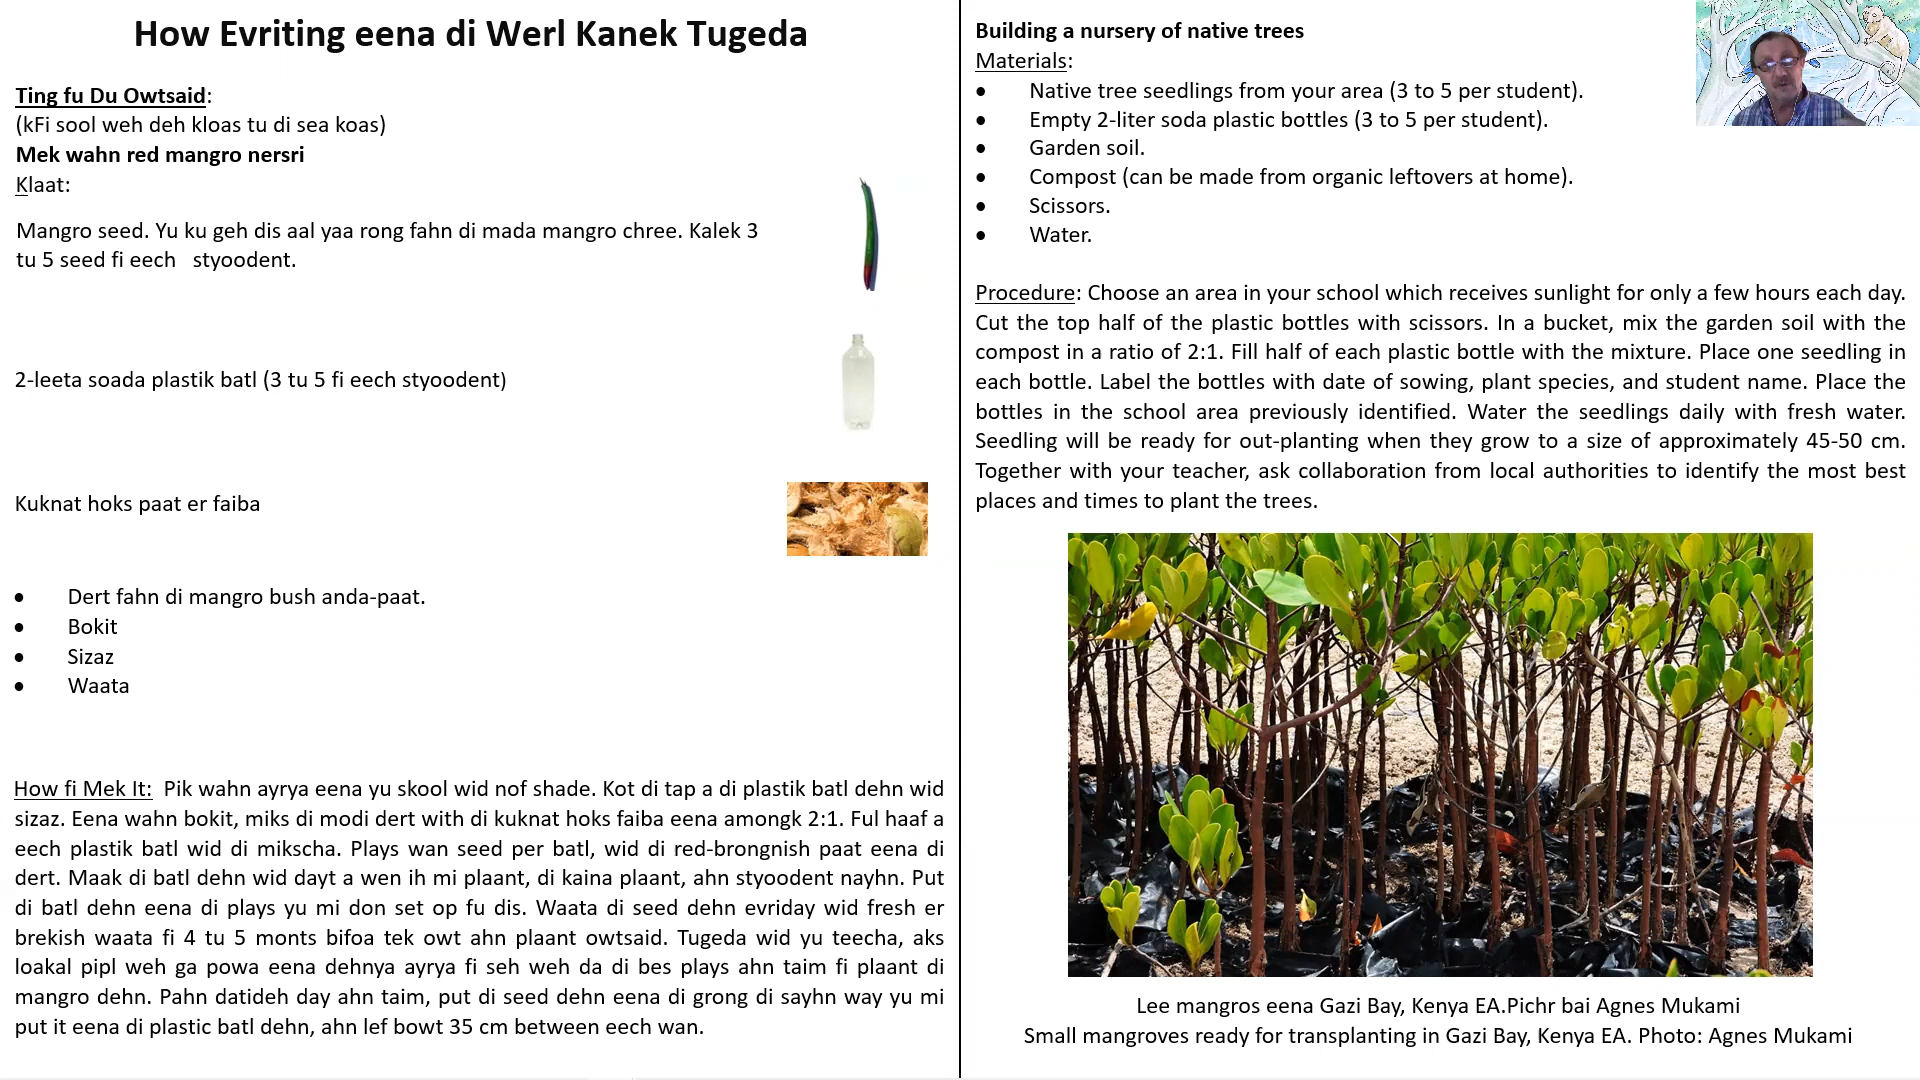 How Evriting eena di Werl Kanek Tugeda
Ting fu Du Owtsaid:
(kFi sool weh deh kloas tu di sea koas)
Mek wahn red mangro nersri
Klaat:
Mangro seed. Yu ku geh dis aal yaa rong fahn di mada mangro chree. Kalek 3
tu 5 seed fi eech styoodent.
2-leeta soada plastik batl (3 tu 5 fi eech styoodent)
Kuknat hoks paat er faiba
● Dert fahn di mangro bush anda-paat.
● Bokit
● Sizaz
● Waata
How fi Mek It: Pik wahn ayrya eena yu skool wid nof shade. Kot di tap a di plastik batl dehn wid
sizaz. Eena wahn bokit, miks di modi dert with di kuknat hoks faiba eena amongk 2:1. Ful haaf a
eech plastik batl wid di mikscha. Plays wan seed per batl, wid di red-brongnish paat eena di
dert. Maak di batl dehn wid dayt a wen ih mi plaant, di kaina plaant, ahn styoodent nayhn. Put
di batl dehn eena di plays yu mi don set op fu dis. Waata di seed dehn evriday wid fresh er
brekish waata fi 4 tu 5 monts bifoa tek owt ahn plaant owtsaid. Tugeda wid yu teecha, aks
loakal pipl weh ga powa eena dehnya ayrya fi seh weh da di bes plays ahn taim fi plaant di
mangro dehn. Pahn datideh day ahn taim, put di seed dehn eena di grong di sayhn way yu mi
put it eena di plastic batl dehn, ahn lef bowt 35 cm between eech wan.
Building a nursery of native trees
Materials:
● Native tree seedlings from your area (3 to 5 per student).
● Empty 2-liter soda plastic bottles (3 to 5 per student).
● Garden soil.
● Compost (can be made from organic leftovers at home).
● Scissors.
● Water.
Procedure: Choose an area in your school which receives sunlight for only a few hours each day.
Cut the top half of the plastic bottles with scissors. In a bucket, mix the garden soil with the
compost in a ratio of 2:1. Fill half of each plastic bottle with the mixture. Place one seedling in
each bottle. Label the bottles with date of sowing, plant species, and student name. Place the
bottles in the school area previously identified. Water the seedlings daily with fresh water.
Seedling will be ready for out-planting when they grow to a size of approximately 45-50 cm.
Together with your teacher, ask collaboration from local authorities to identify the most best
places and times to plant the trees.
Lee mangros eena Gazi Bay, Kenya EA.Pichr bai Agnes Mukami
Small mangroves ready for transplanting in Gazi Bay, Kenya EA. Photo: Agnes Mukami